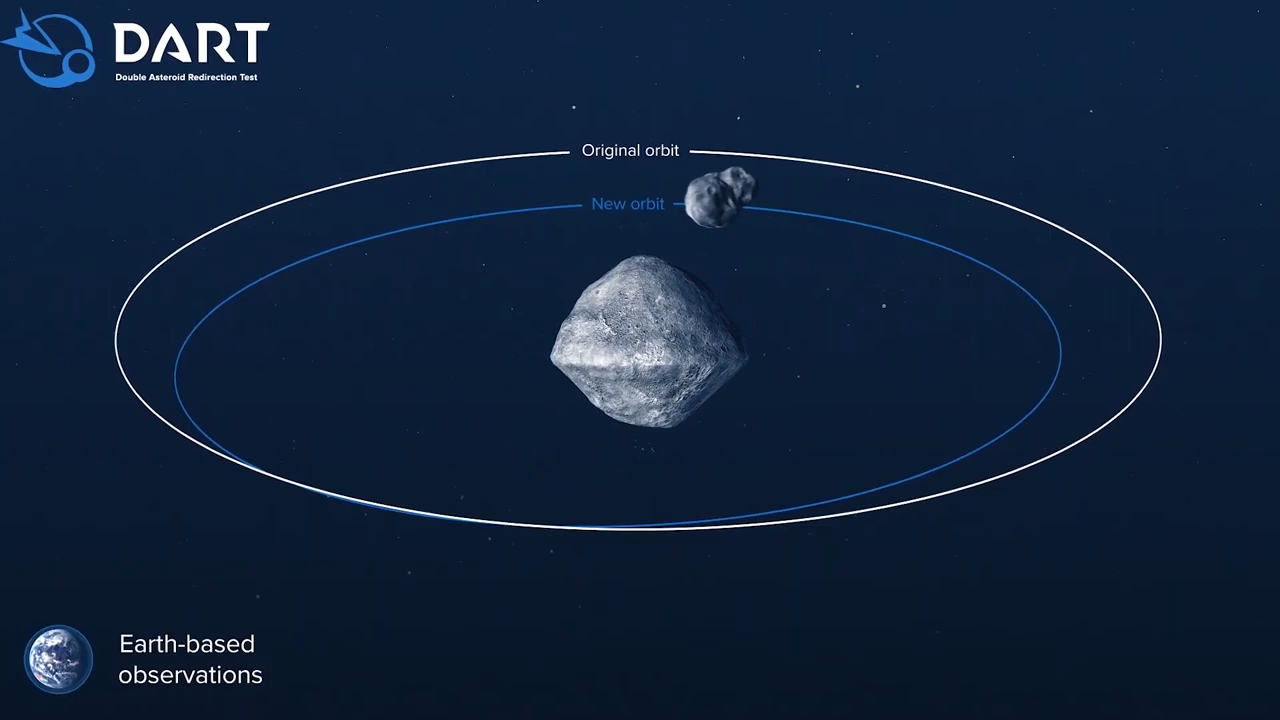 DART
Double Asteroid Redirection Test
Original orbit
New orbit
Earth-based
observations